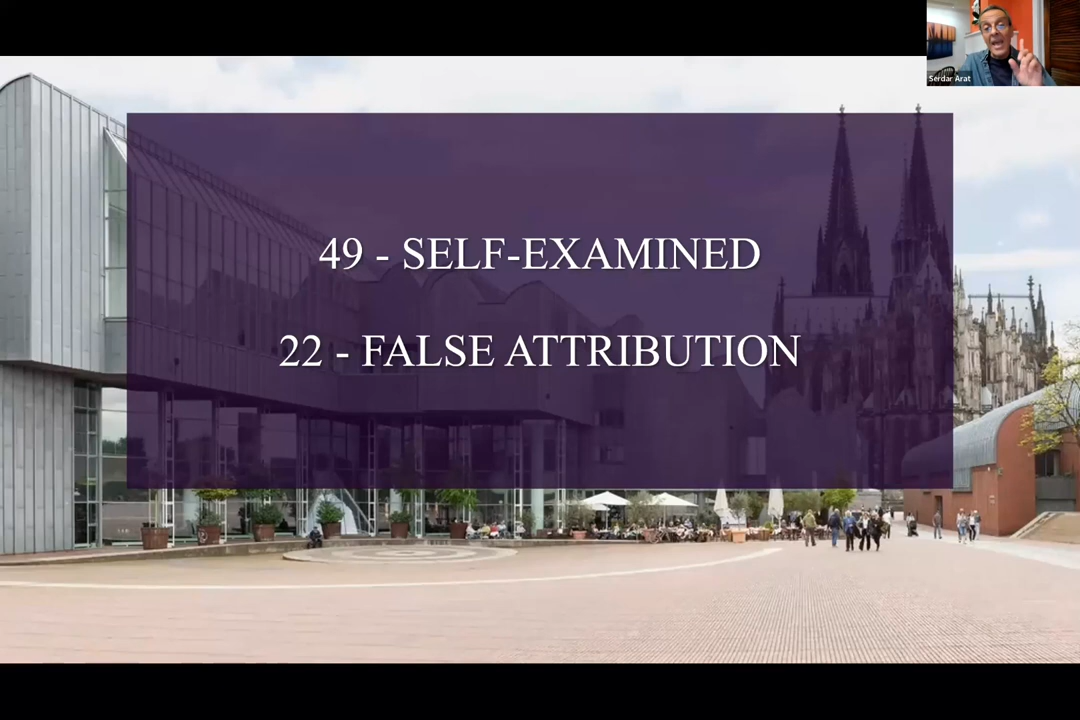 Serdar Arat
49 - SELF-EXAMINED
22 - FALSE ATTRIBUTION